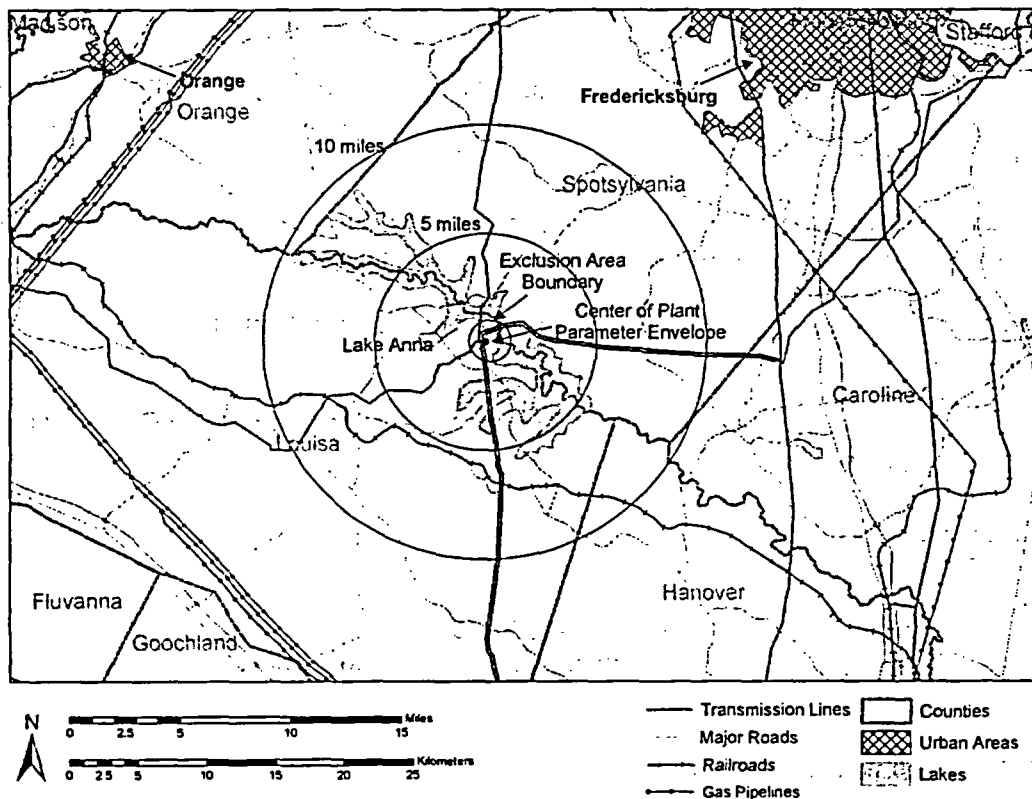 Madison
Stafford
Orange
Orange
Fredericksburg
10 miles
Spotsylvania
5 miles
Exclusion Area
Boundary
Center of Plant
Parameter Envelope
Lake Anna
Caroline
Louisa
Hanover
Fluvanna
Goochland
N
Miles
0 2.5 5 10 15
Kilometers
0 2.5 5 10 15 20 25
Transmission Lines
Major Roads
Railroads
Gas Pipelines
Counties
Urban Areas
Lakes